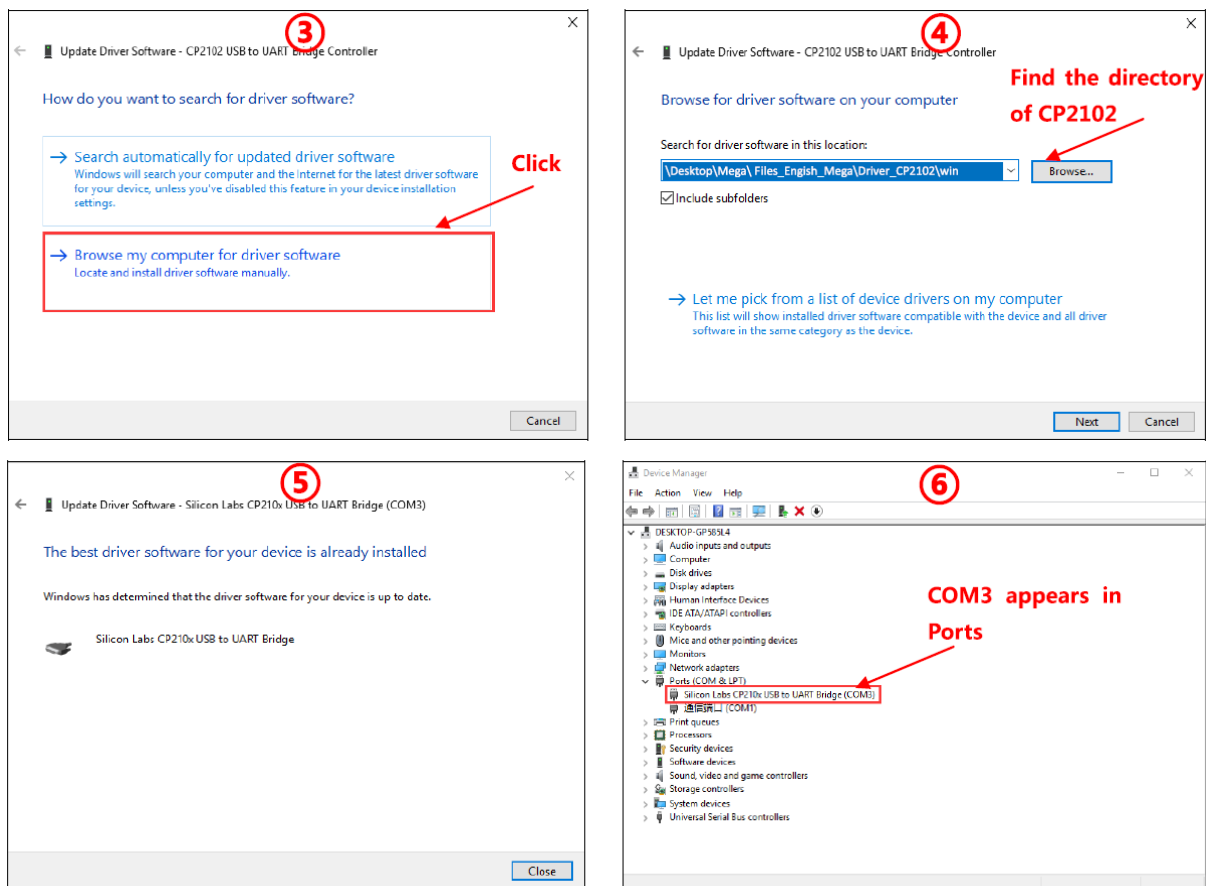 ③
Update Driver Software - CP2102 USB to UART Bridge Controller
How do you want to search for driver software?
Search automatically for updated driver software
Windows will search your computer and the Internet for the latest driver software
for your device, unless you've disabled this feature in your device installation
settings.
Click
Browse my computer for driver software
Locate and install driver software manually.
Cancel
④
Update Driver Software - CP2102 USB to UART Bridge Controller
Find the directory
of CP2102
Browse for driver software on your computer
Search for driver software in this location:
\Desktop\Mega\ Files_Engish_Mega\Driver_CP2102\win
Browse...
Include subfolders
Let me pick from a list of device drivers on my computer
This list will show installed driver software compatible with the device and all driver
software in the same category as the device.
Next Cancel
⑤
Update Driver Software - Silicon Labs CP210x USB to UART Bridge (COM3)
The best driver software for your device is already installed
Windows has determined that the driver software for your device is up to date.
Silicon Labs CP210x USB to UART Bridge
Close
⑥
Device Manager
File Action View Help
DESKTOP-GP585L4
Audio inputs and outputs
Computer
Disk drives
Display adapters
Human Interface Devices
IDE ATA/ATAPI controllers
Keyboards
Mice and other pointing devices
Monitors
Network adapters
Ports (COM & LPT)
Silicon Labs CP210x USB to UART Bridge (COM3)
通信端口 (COM1)
Print queues
Processors
Security devices
Software devices
Sound, video and game controllers
Storage controllers
System devices
Universal Serial Bus controllers
COM3 appears in
Ports